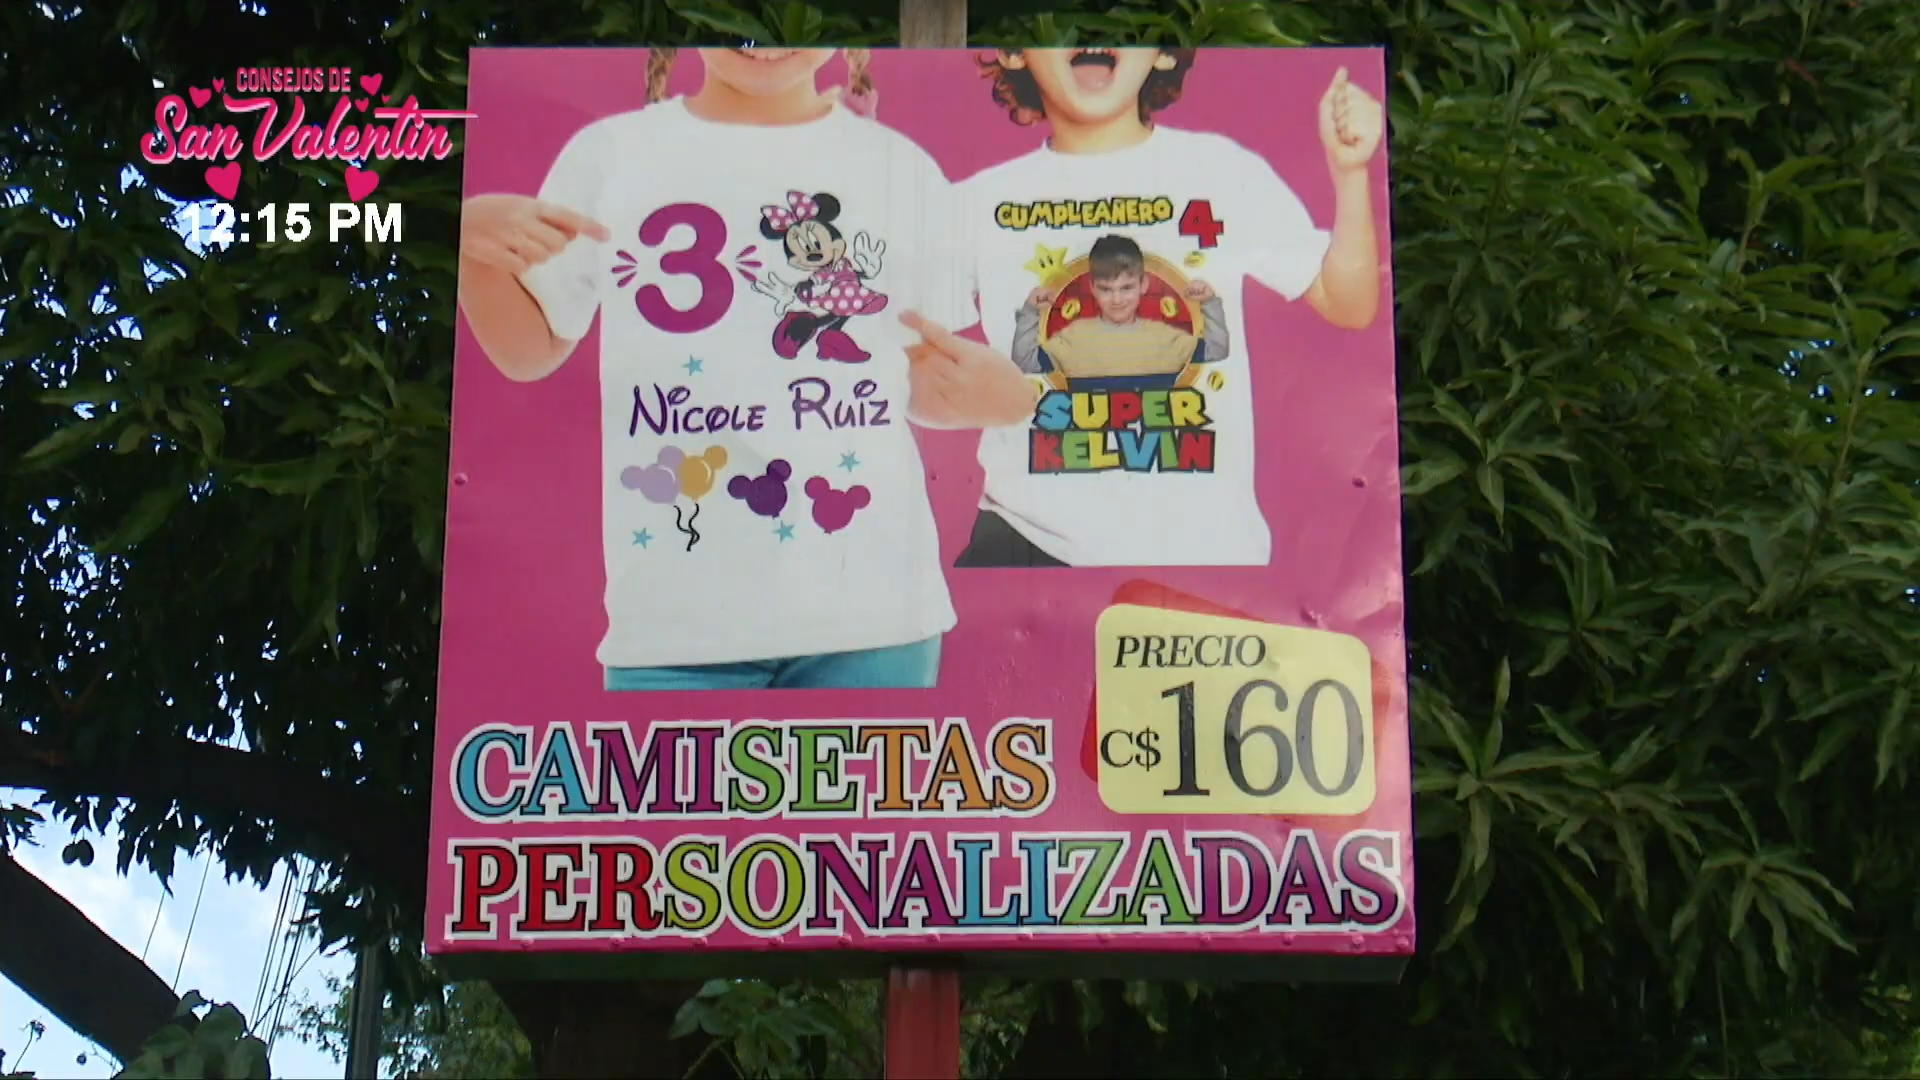 CONSEJOS DE
San Valentin
12:15 PM
3
Nicole Ruiz
CUMPLEAÑERO 4
SUPER
KELVIN
PRECIO
C$160
CAMISETAS
PERSONALIZADAS